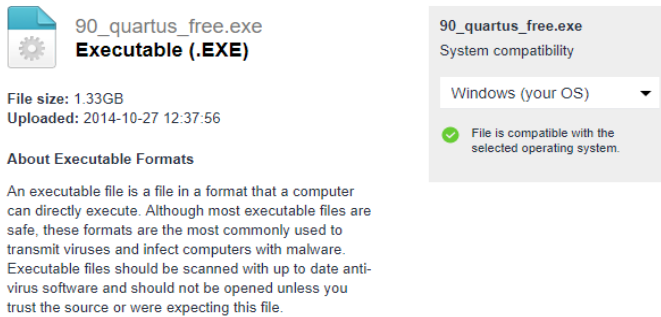 90_quartus_free.exe
Executable (.EXE)
File size: 1.33GB
Uploaded: 2014-10-27 12:37:56
About Executable Formats
An executable file is a file in a format that a computer
can directly execute. Although most executable files are
safe, these formats are the most commonly used to
transmit viruses and infect computers with malware.
Executable files should be scanned with up to date anti-
virus software and should not be opened unless you
trust the source or were expecting this file.
90_quartus_free.exe
System compatibility
Windows (your OS)
File is compatible with the
selected operating system.